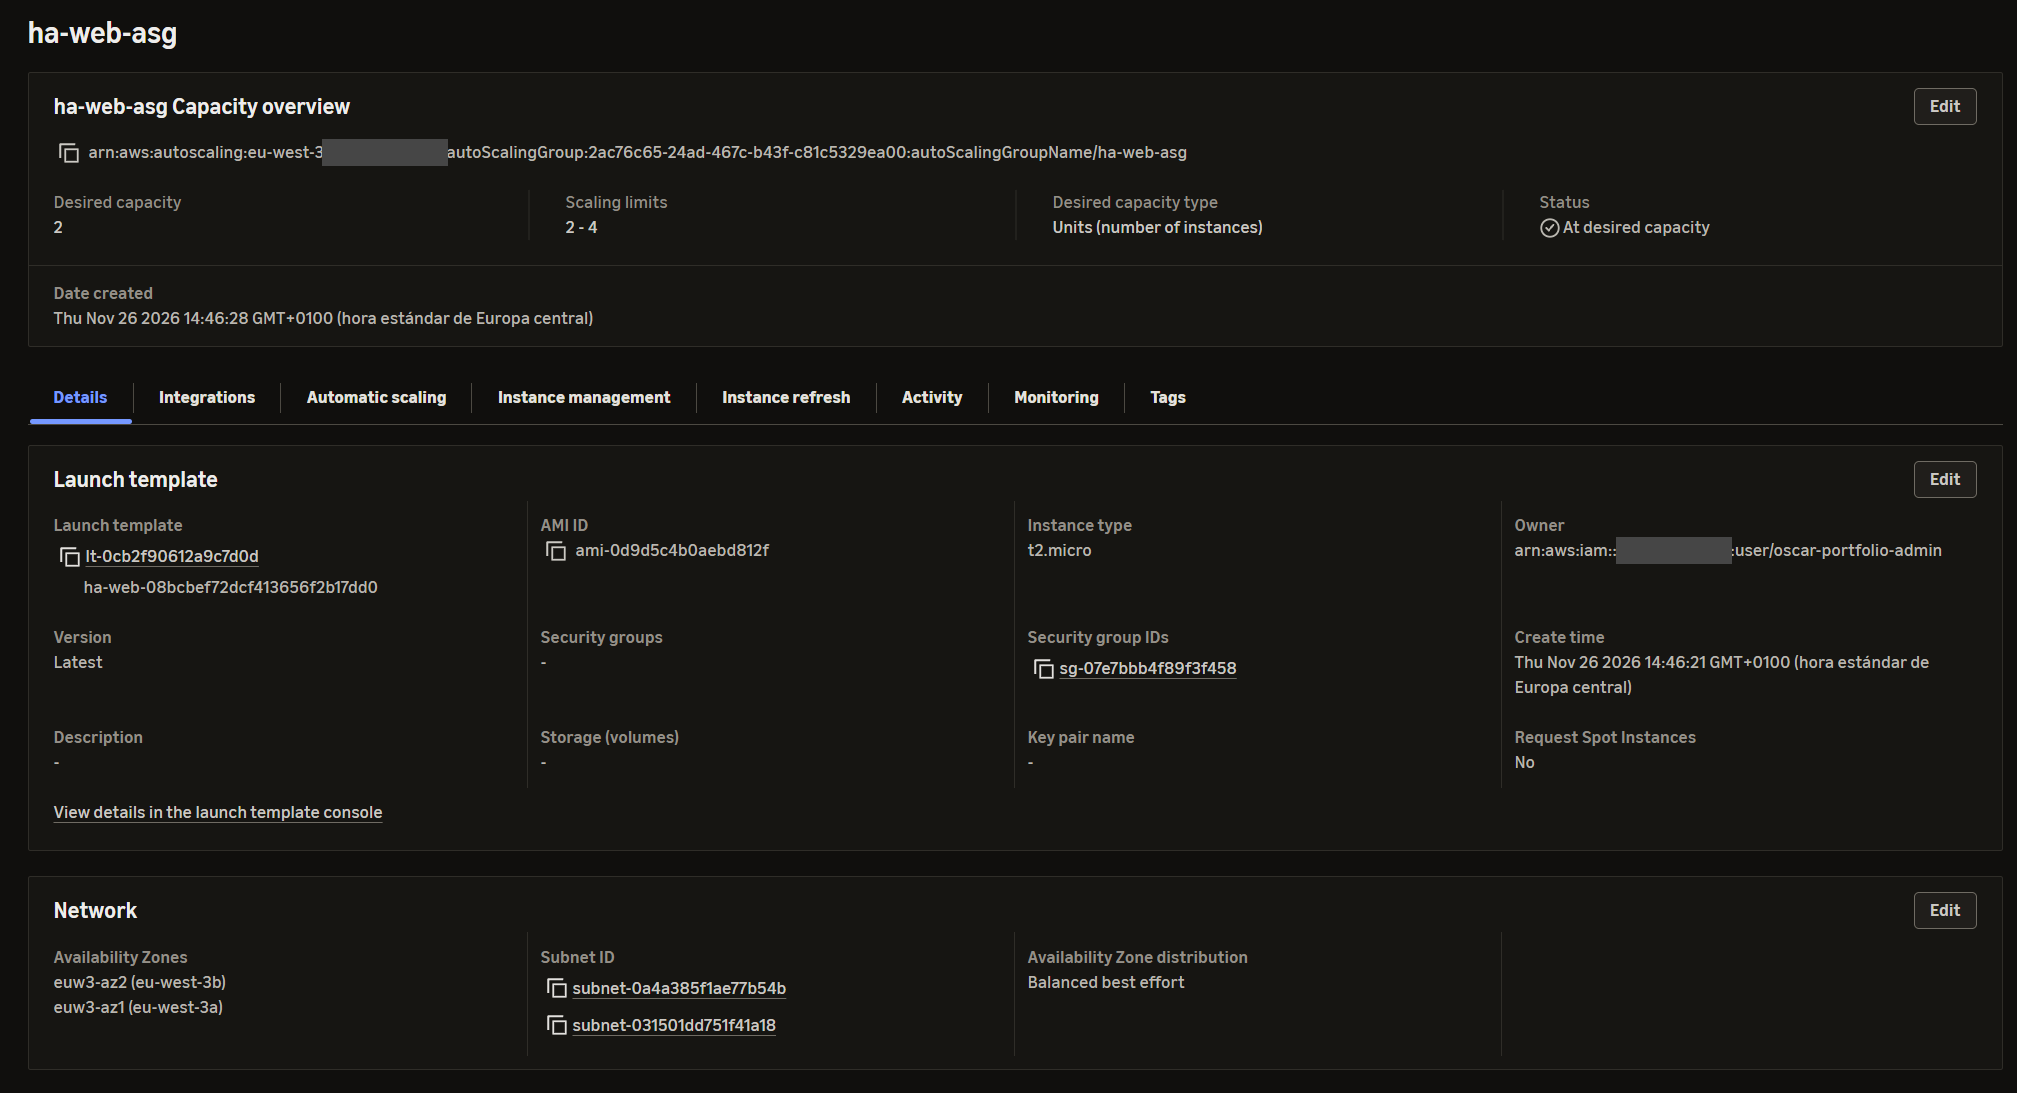 ha-web-asg
ha-web-asg Capacity overview
Edit
arn:aws:autoscaling:eu-west-3 autoScalingGroup:2ac76c65-24ad-467c-b43f-c81c5329ea00:autoScalingGroupName/ha-web-asg
Desired capacity
2
Scaling limits
2 - 4
Desired capacity type
Units (number of instances)
Status
At desired capacity
Date created
Thu Nov 26 2026 14:46:28 GMT+0100 (hora estándar de Europa central)
Details
Integrations
Automatic scaling
Instance management
Instance refresh
Activity
Monitoring
Tags
Launch template
Edit
Launch template
lt-0cb2f90612a9c7d0d
ha-web-08bcbef72dcf413656f2b17dd0
AMI ID
ami-0d9d5c4b0aebd812f
Instance type
t2.micro
Owner
arn:aws:iam:: :user/oscar-portfolio-admin
Version
Latest
Security groups
-
Security group IDs
sg-07e7bbb4f89f3f458
Create time
Thu Nov 26 2026 14:46:21 GMT+0100 (hora estándar de
Europa central)
Description
-
Storage (volumes)
-
Key pair name
-
Request Spot Instances
No
View details in the launch template console
Network
Edit
Availability Zones
euw3-az2 (eu-west-3b)
euw3-az1 (eu-west-3a)
Subnet ID
subnet-0a4a385f1ae77b54b
subnet-031501dd751f41a18
Availability Zone distribution
Balanced best effort